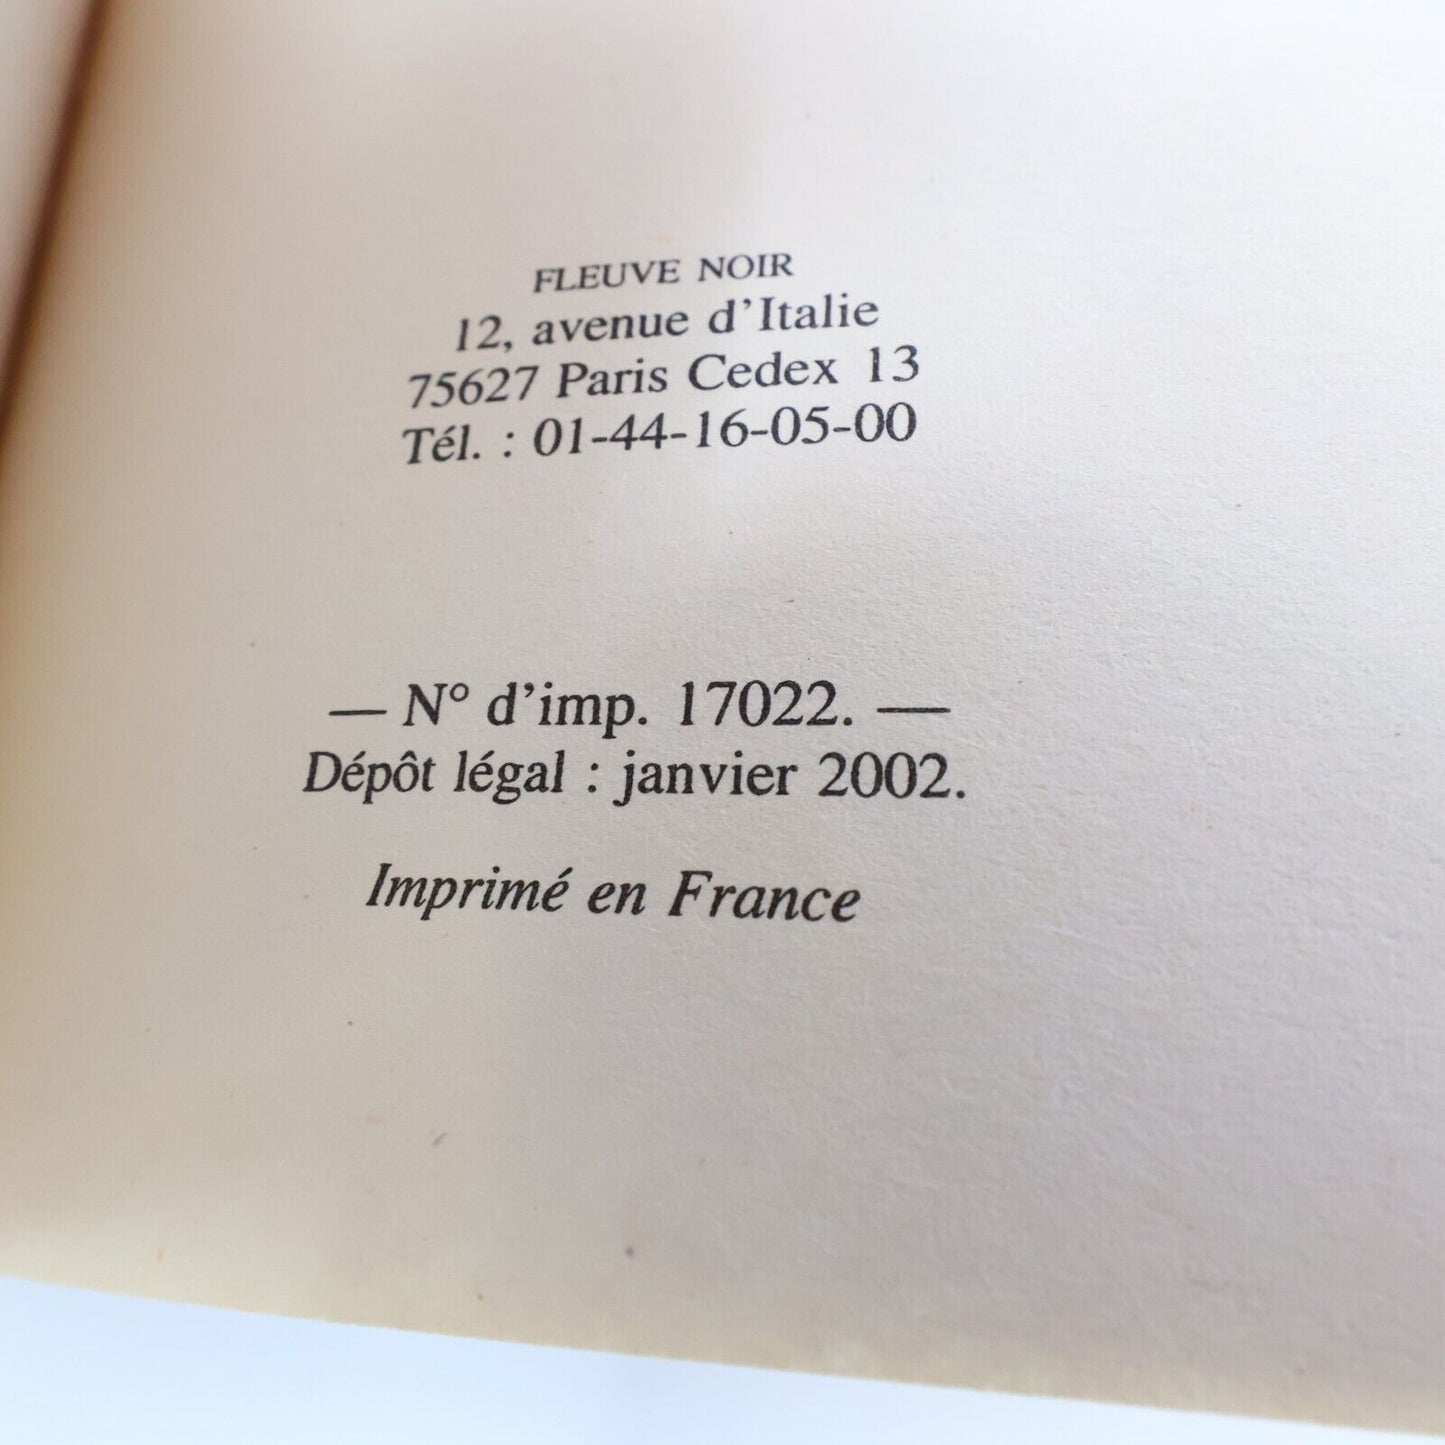 FLEUVE NOIR
12, avenue d'Italie
75627 Paris Cedex 13
Tél. : 01-44-16-05-00
— N° d'imp. 17022. —
Dépôt légal : janvier 2002.
Imprimé en France